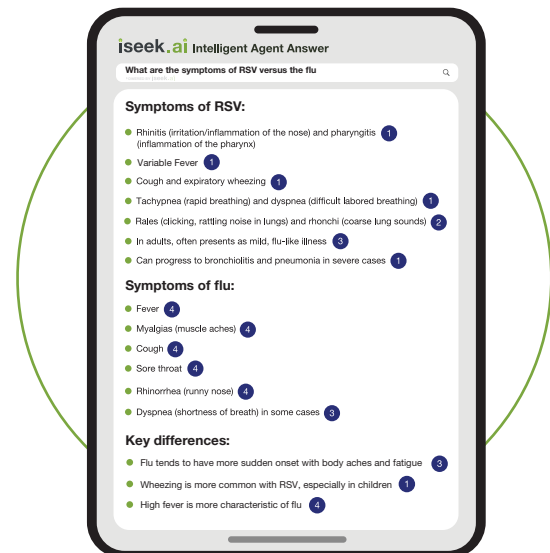 iseek.ai Intelligent Agent Answer
What are the symptoms of RSV versus the flu
Symptoms of RSV:
Rhinitis (irritation/inflammation of the nose) and pharyngitis 1
(inflammation of the pharynx)
Variable Fever 1
Cough and expiratory wheezing 1
Tachypnea (rapid breathing) and dyspnea (difficult labored breathing) 1
Rales (clicking, rattling noise in lungs) and rhonchi (coarse lung sounds) 2
In adults, often presents as mild, flu-like illness 3
Can progress to bronchiolitis and pneumonia in severe cases 1
Symptoms of flu:
Fever 4
Myalgias (muscle aches) 4
Cough 4
Sore throat 4
Rhinorrhea (runny nose) 4
Dyspnea (shortness of breath) in some cases 3
Key differences:
Flu tends to have more sudden onset with body aches and fatigue 3
Wheezing is more common with RSV, especially in children 1
High fever is more characteristic of flu 4